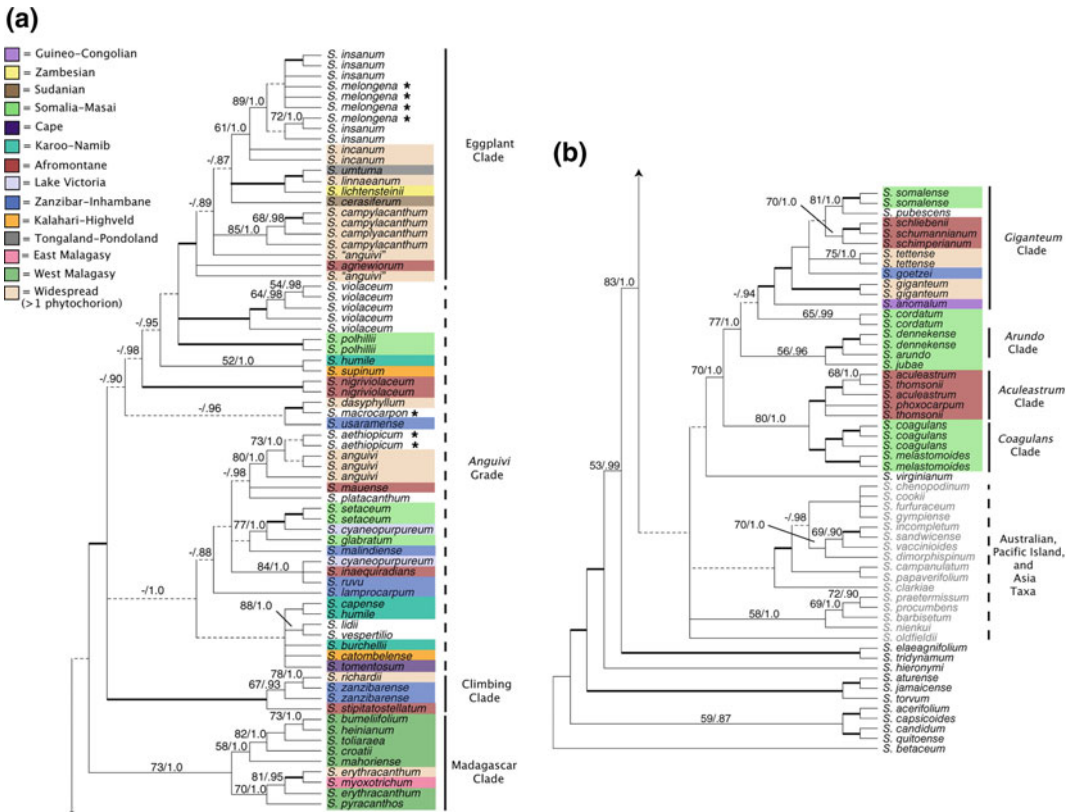 (a)
= Guineo-Congolian
= Zambesian
= Sudanian
= Somalia-Masai
= Cape
= Karoo-Namib
= Afromontane
= Lake Victoria
= Zanzibar-Inhambane
= Kalahari-Highveld
= Tongaland-Pondoland
= East Malagasy
= West Malagasy
= Widespread
(>1 phytochorion)
89/1.0
72/1.0
61/1.0
-/.87
-/.89
68/.98
85/1.0
54/.98
64/.98
-/.95
-/.98
52/1.0
-/.90
-/.96
73/1.0
80/1.0
-/.98
77/1.0
-/.88
84/1.0
-/1.0
88/1.0
78/1.0
67/.93
73/1.0
82/1.0
58/1.0
73/1.0
81/.95
70/1.0
S. insanum
S. insanum
S. insanum
S. melongena *
S. melongena *
S. melongena *
S. melongena *
S. insanum
S. insanum
S. incanum
S. incanum
S. umtuma
S. linnaeanum
S. lichtensteinii
S. cerasiferum
S. campylacanthum
S. campylacanthum
S. camplyacanthum
S. campylacanthum
S. "anguivi"
S. agnewiorum
S. "anguivi"
S. violaceum
S. violaceum
S. violaceum
S. violaceum
S. violaceum
S. polhillii
S. polhillii
S. humile
S. supinum
S. nigriviolaceum
S. nigriviolaceum
S. dasyphyllum
S. macrocarpon *
S. usaramense
S. aethiopicum *
S. aethiopicum *
S. anguivi
S. anguivi
S. anguivi
S. mauense
S. platacanthum
S. setaceum
S. setaceum
S. cyaneopurpureum
S. glabratum
S. malindiense
S. cyaneopurpureum
S. inaequiradians
S. ruvu
S. lamprocarpum
S. capense
S. humile
S. lidii
S. vespertilio
S. burchellii
S. catombelense
S. tomentosum
S. richardii
S. zanzibarense
S. zanzibarense
S. stipitatostellatum
S. bumeliifolium
S. heinianum
S. toliaraea
S. croatii
S. mahoriense
S. erythracanthum
S. myoxotrichum
S. erythracanthum
S. pyracanthos
Eggplant
Clade
Anguivi
Grade
Climbing
Clade
Madagascar
Clade
(b)
81/1.0
70/1.0
75/1.0
83/1.0
-/.94
65/.99
77/1.0
56/.96
70/1.0
68/1.0
80/1.0
53/.99
-/.98
70/1.0
69/.90
72/.90
69/1.0
58/1.0
59/.87
S. somalense
S. somalense
S. pubescens
S. schliebenii
S. schumannianum
S. schimperianum
S. tettense
S. tettense
S. goetzei
S. giganteum
S. giganteum
S. anomalum
S. cordatum
S. cordatum
S. dennekense
S. dennekense
S. arundo
S. jubae
S. aculeastrum
S. thomsonii
S. aculeastrum
S. phoxocarpum
S. thomsonii
S. coagulans
S. coagulans
S. coagulans
S. melastomoides
S. melastomoides
S. virginianum
S. chenopodinum
S. cookii
S. furfuraceum
S. gympiense
S. incompletum
S. sandwicense
S. vaccinioides
S. dimorphispinum
S. campanulatum
S. papaverifolium
S. clarkiae
S. praetermissum
S. procumbens
S. barbisetum
S. nienkui
S. oldfieldii
S. elaeagnifolium
S. tridynamum
S. hieronymi
S. aturense
S. jamaicense
S. torvum
S. acerifolium
S. capsicoides
S. candidum
S. quitoense
S. betaceum
Giganteum
Clade
Arundo
Clade
Aculeastrum
Clade
Coagulans
Clade
Australian,
Pacific Island,
and
Asia
Taxa